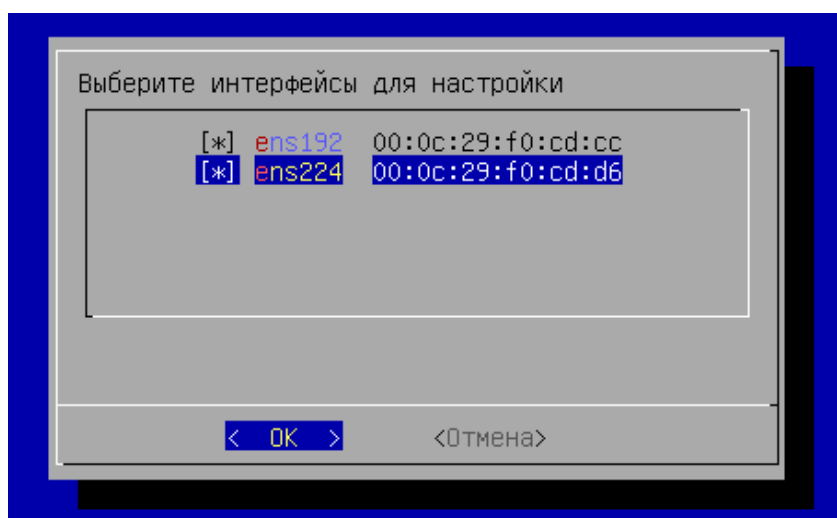 Выберите интерфейсы для настройки
[*] ens192 00:0c:29:f0:cd:cc
[*] ens224 00:0c:29:f0:cd:d6
< OK > <Отмена>